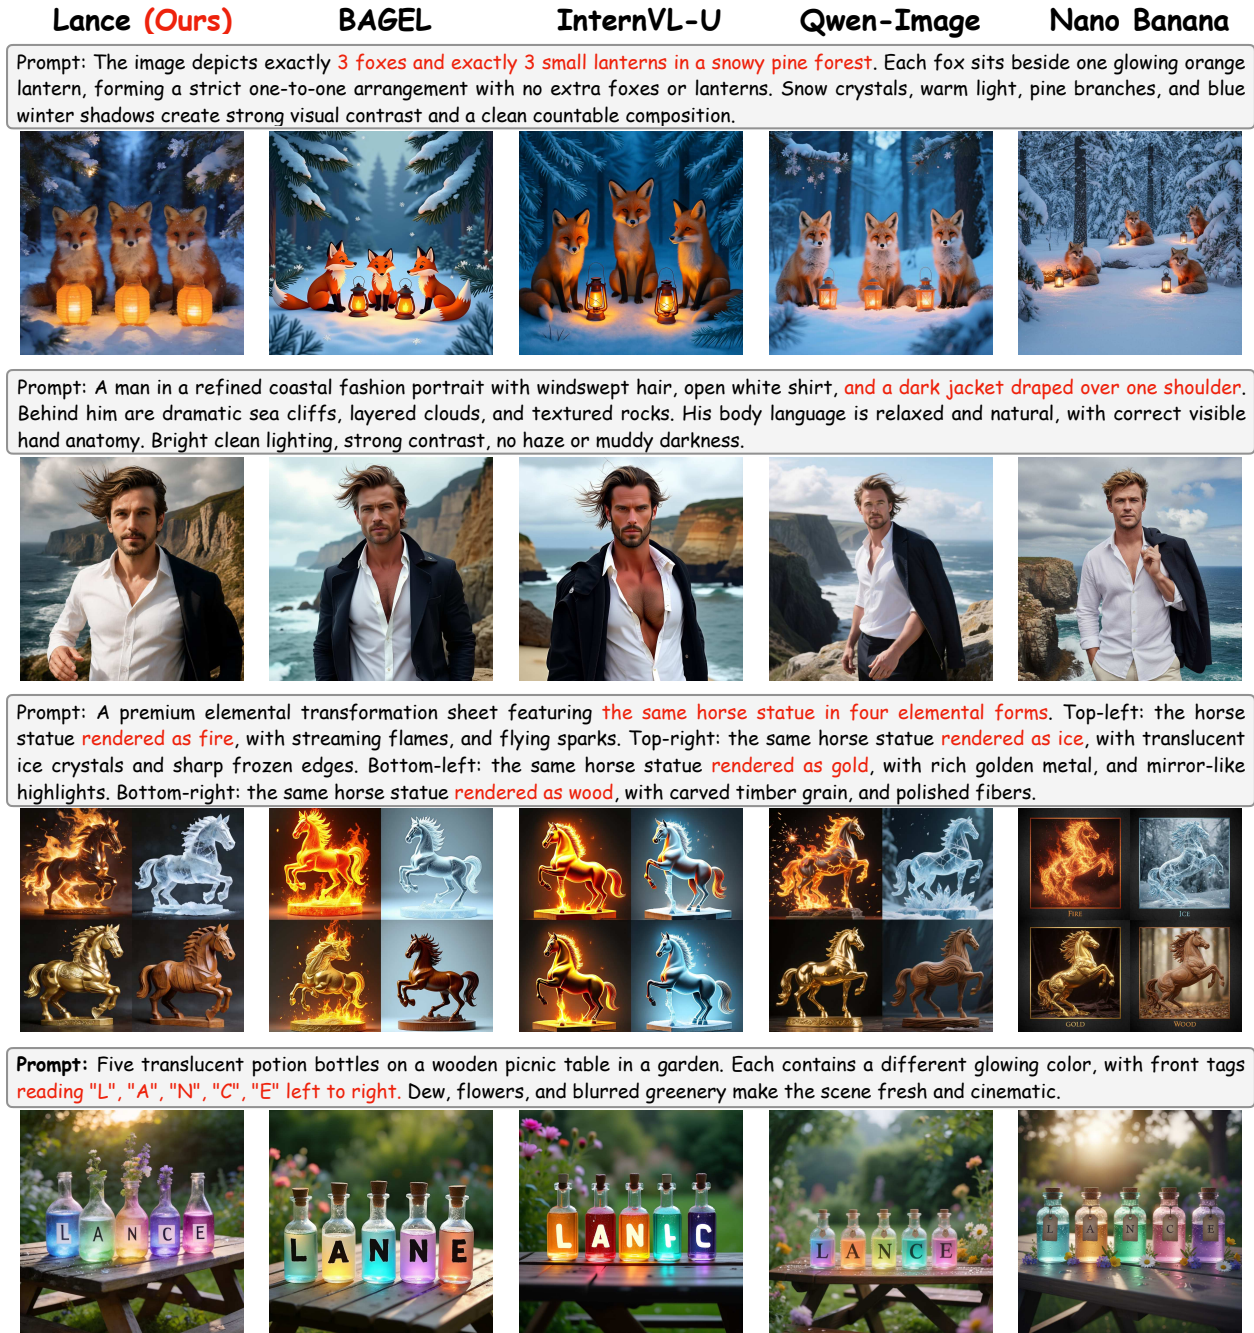 Lance (Ours) BAGEL InternVL-U Qwen-Image Nano Banana
Prompt: The image depicts exactly 3 foxes and exactly 3 small lanterns in a snowy pine forest. Each fox sits beside one glowing orange
lantern, forming a strict one-to-one arrangement with no extra foxes or lanterns. Snow crystals, warm light, pine branches, and blue
winter shadows create strong visual contrast and a clean countable composition.
Prompt: A man in a refined coastal fashion portrait with windswept hair, open white shirt, and a dark jacket draped over one shoulder.
Behind him are dramatic sea cliffs, layered clouds, and textured rocks. His body language is relaxed and natural, with correct visible
hand anatomy. Bright clean lighting, strong contrast, no haze or muddy darkness.
Prompt: A premium elemental transformation sheet featuring the same horse statue in four elemental forms. Top-left: the horse
statue rendered as fire, with streaming flames, and flying sparks. Top-right: the same horse statue rendered as ice, with translucent
ice crystals and sharp frozen edges. Bottom-left: the same horse statue rendered as gold, with rich golden metal, and mirror-like
highlights. Bottom-right: the same horse statue rendered as wood, with carved timber grain, and polished fibers.
FIRE ICE
GOLD WOOD
Prompt: Five translucent potion bottles on a wooden picnic table in a garden. Each contains a different glowing color, with front tags
reading "L", "A", "N", "C", "E" left to right. Dew, flowers, and blurred greenery make the scene fresh and cinematic.
L A N C E
L A N N E
L A N C
L A N C E
L A N C E